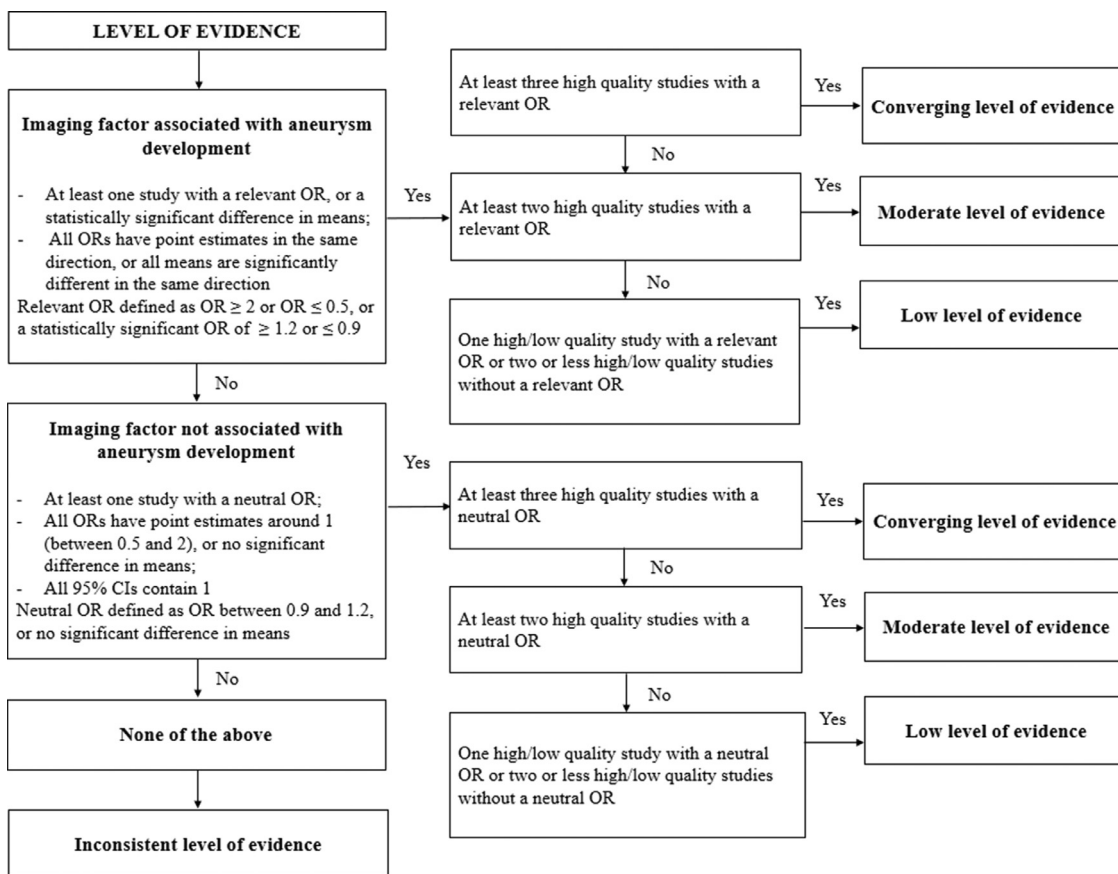 LEVEL OF EVIDENCE
Imaging factor associated with aneurysm
development
- At least one study with a relevant OR, or a
statistically significant difference in means;
- All ORs have point estimates in the same
direction, or all means are significantly
different in the same direction
Relevant OR defined as OR ≥ 2 or OR ≤ 0.5, or
a statistically significant OR of ≥ 1.2 or ≤ 0.9
Yes
At least three high quality studies with a
relevant OR
Yes
Converging level of evidence
No
At least two high quality studies with a
relevant OR
Yes
Moderate level of evidence
No
One high/low quality study with a relevant
OR or two or less high/low quality studies
without a relevant OR
Yes
Low level of evidence
No
Imaging factor not associated with
aneurysm development
- At least one study with a neutral OR;
- All ORs have point estimates around 1
(between 0.5 and 2), or no significant
difference in means;
- All 95% CIs contain 1
Neutral OR defined as OR between 0.9 and 1.2,
or no significant difference in means
Yes
At least three high quality studies with a
neutral OR
Yes
Converging level of evidence
No
At least two high quality studies with a
neutral OR
Yes
Moderate level of evidence
No
One high/low quality study with a neutral
OR or two or less high/low quality studies
without a neutral OR
Yes
Low level of evidence
No
None of the above
Inconsistent level of evidence